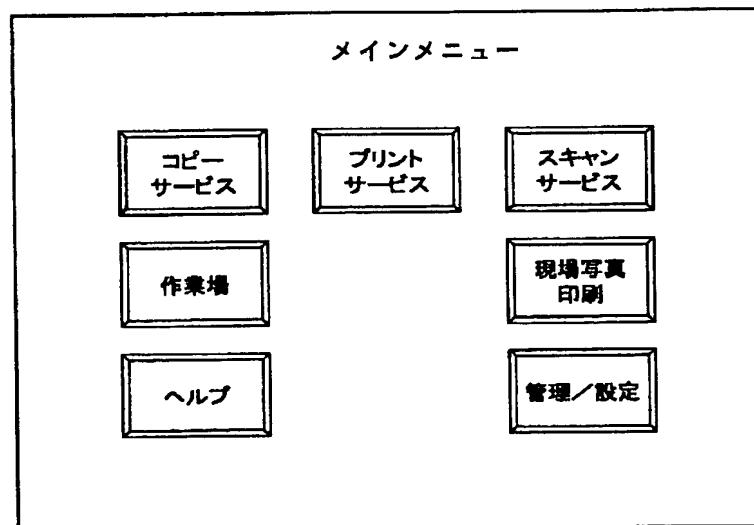 メインメニュー
コピー
サービス
プリント
サービス
スキャン
サービス
作業場
現場写真
印刷
ヘルプ
管理／設定